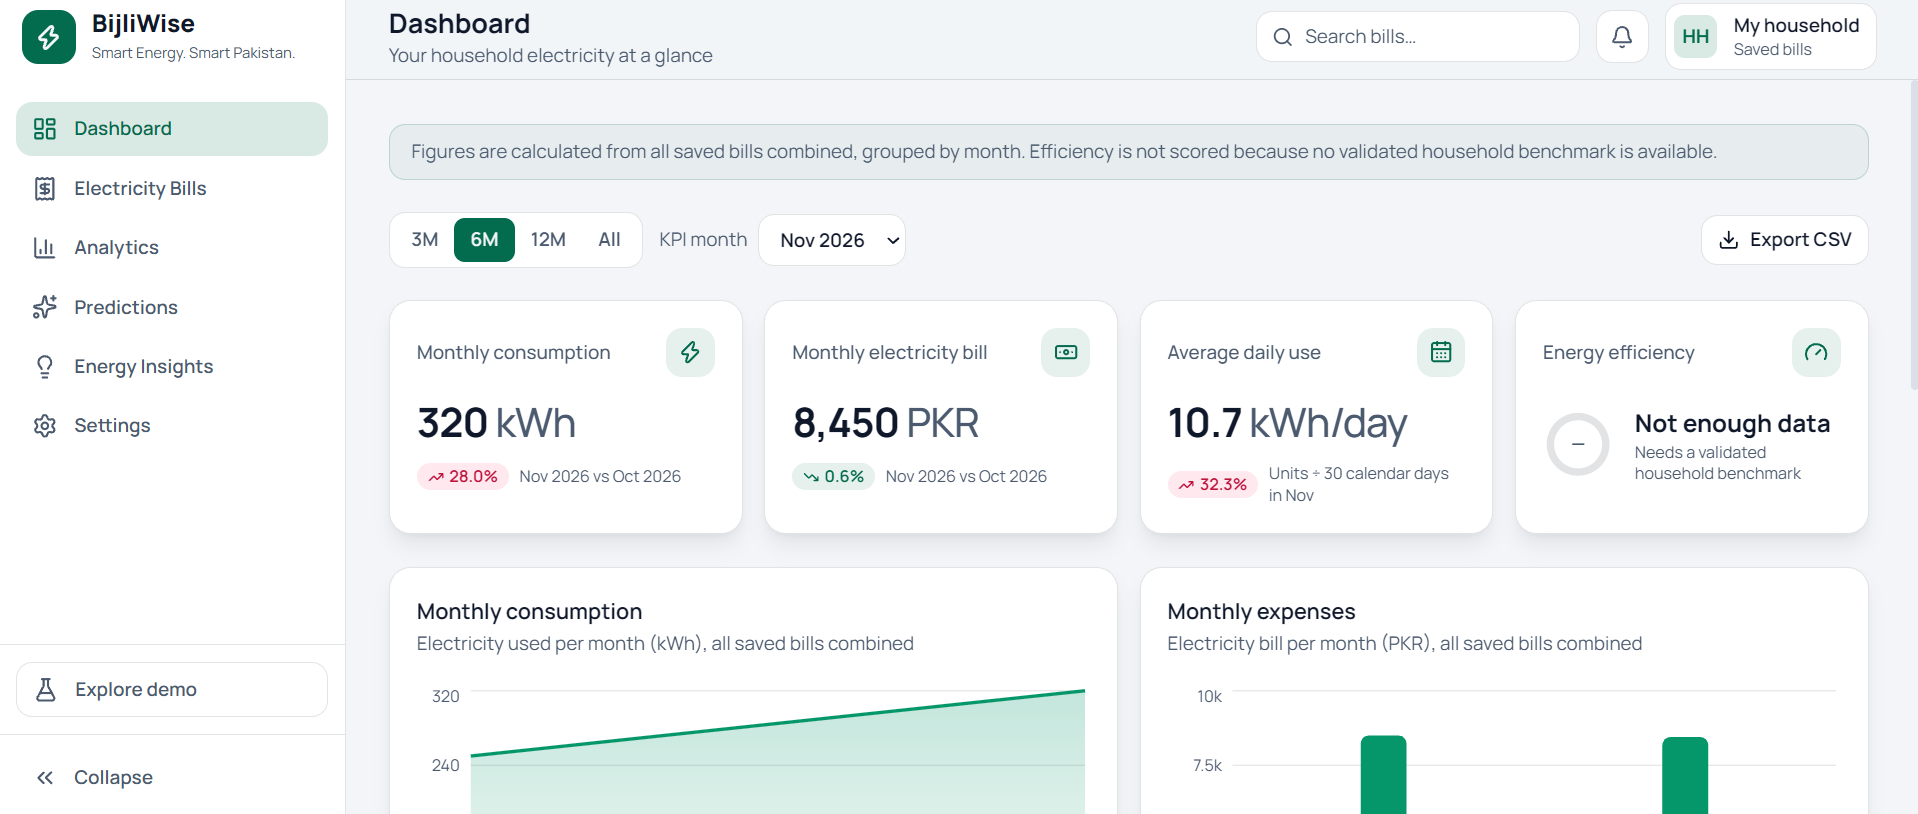 BijliWise
Smart Energy. Smart Pakistan.
Dashboard
Electricity Bills
Analytics
Predictions
Energy Insights
Settings
Explore demo
Collapse
Dashboard
Your household electricity at a glance
Search bills...
HH
My household
Saved bills
Figures are calculated from all saved bills combined, grouped by month. Efficiency is not scored because no validated household benchmark is available.
3M 6M 12M All KPI month Nov 2026
Export CSV
Monthly consumption
320 kWh
28.0% Nov 2026 vs Oct 2026
Monthly electricity bill
8,450 PKR
0.6% Nov 2026 vs Oct 2026
Average daily use
10.7 kWh/day
32.3% Units ÷ 30 calendar days
in Nov
Energy efficiency
– Not enough data
Needs a validated
household benchmark
Monthly consumption
Electricity used per month (kWh), all saved bills combined
320
240
Monthly expenses
Electricity bill per month (PKR), all saved bills combined
10k
7.5k